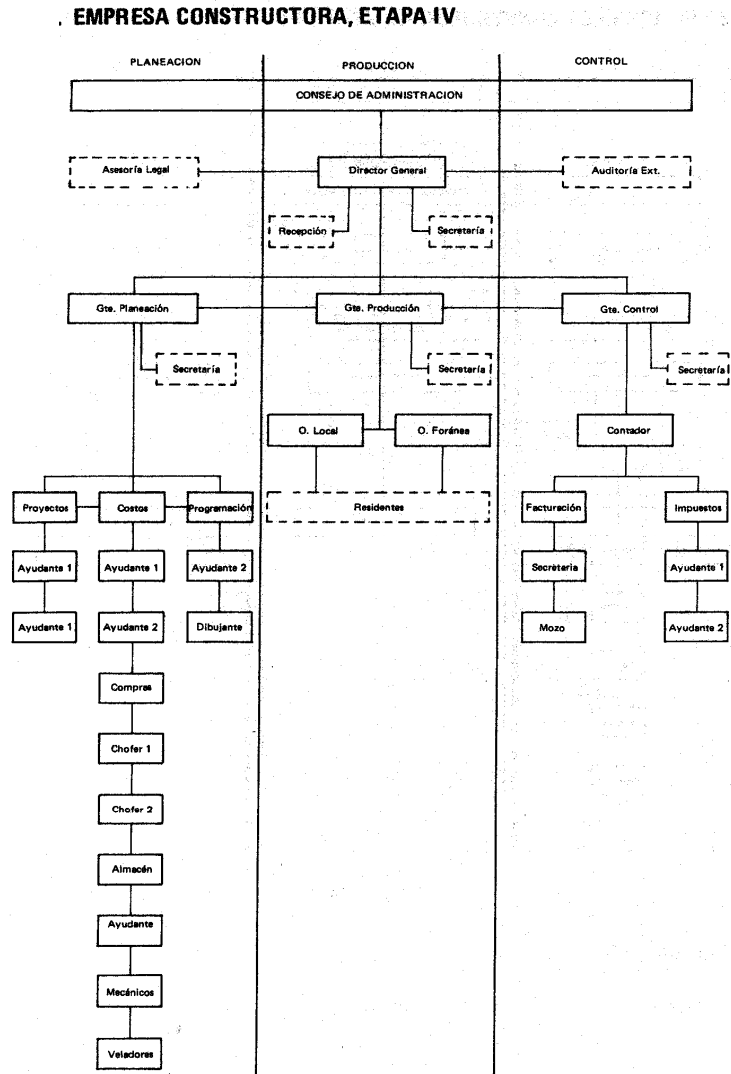 . EMPRESA CONSTRUCTORA, ETAPA IV
PLANEACION
PRODUCCION
CONTROL
CONSEJO DE ADMINISTRACION
Asesoría Legal
Director General
Auditoría Ext.
Recepción
Secretaría
Gte. Planeación
Gte. Producción
Gte. Control
Secretaría
Secretaría
Secretaría
O. Local
O. Foránea
Contador
Proyectos
Costos
Programación
Residentes
Facturación
Impuestos
Ayudante 1
Ayudante 1
Ayudante 2
Secretaria
Ayudante 1
Ayudante 1
Ayudante 2
Dibujante
Mozo
Ayudante 2
Compras
Chofer 1
Chofer 2
Almacén
Ayudante
Mecánicos
Veladores